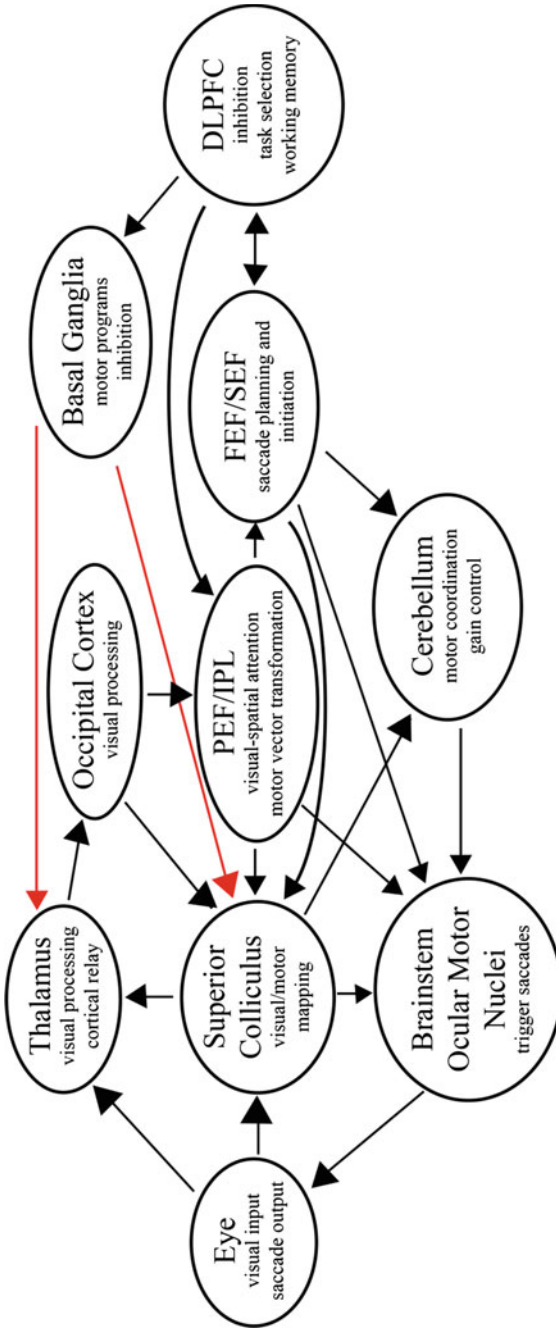 Eye
visual input
saccade output
Thalamus
visual processing
cortical relay
Superior
Colliculus
visual/motor
mapping
Brainstem
Ocular Motor
Nuclei
trigger saccades
Occipital Cortex
visual processing
PEF/IPL
visual-spatial attention
motor vector transformation
Cerebellum
motor coordination
gain control
Basal Ganglia
motor programs
inhibition
FEF/SEF
saccade planning and
initiation
DLPFC
inhibition
task selection
working memory